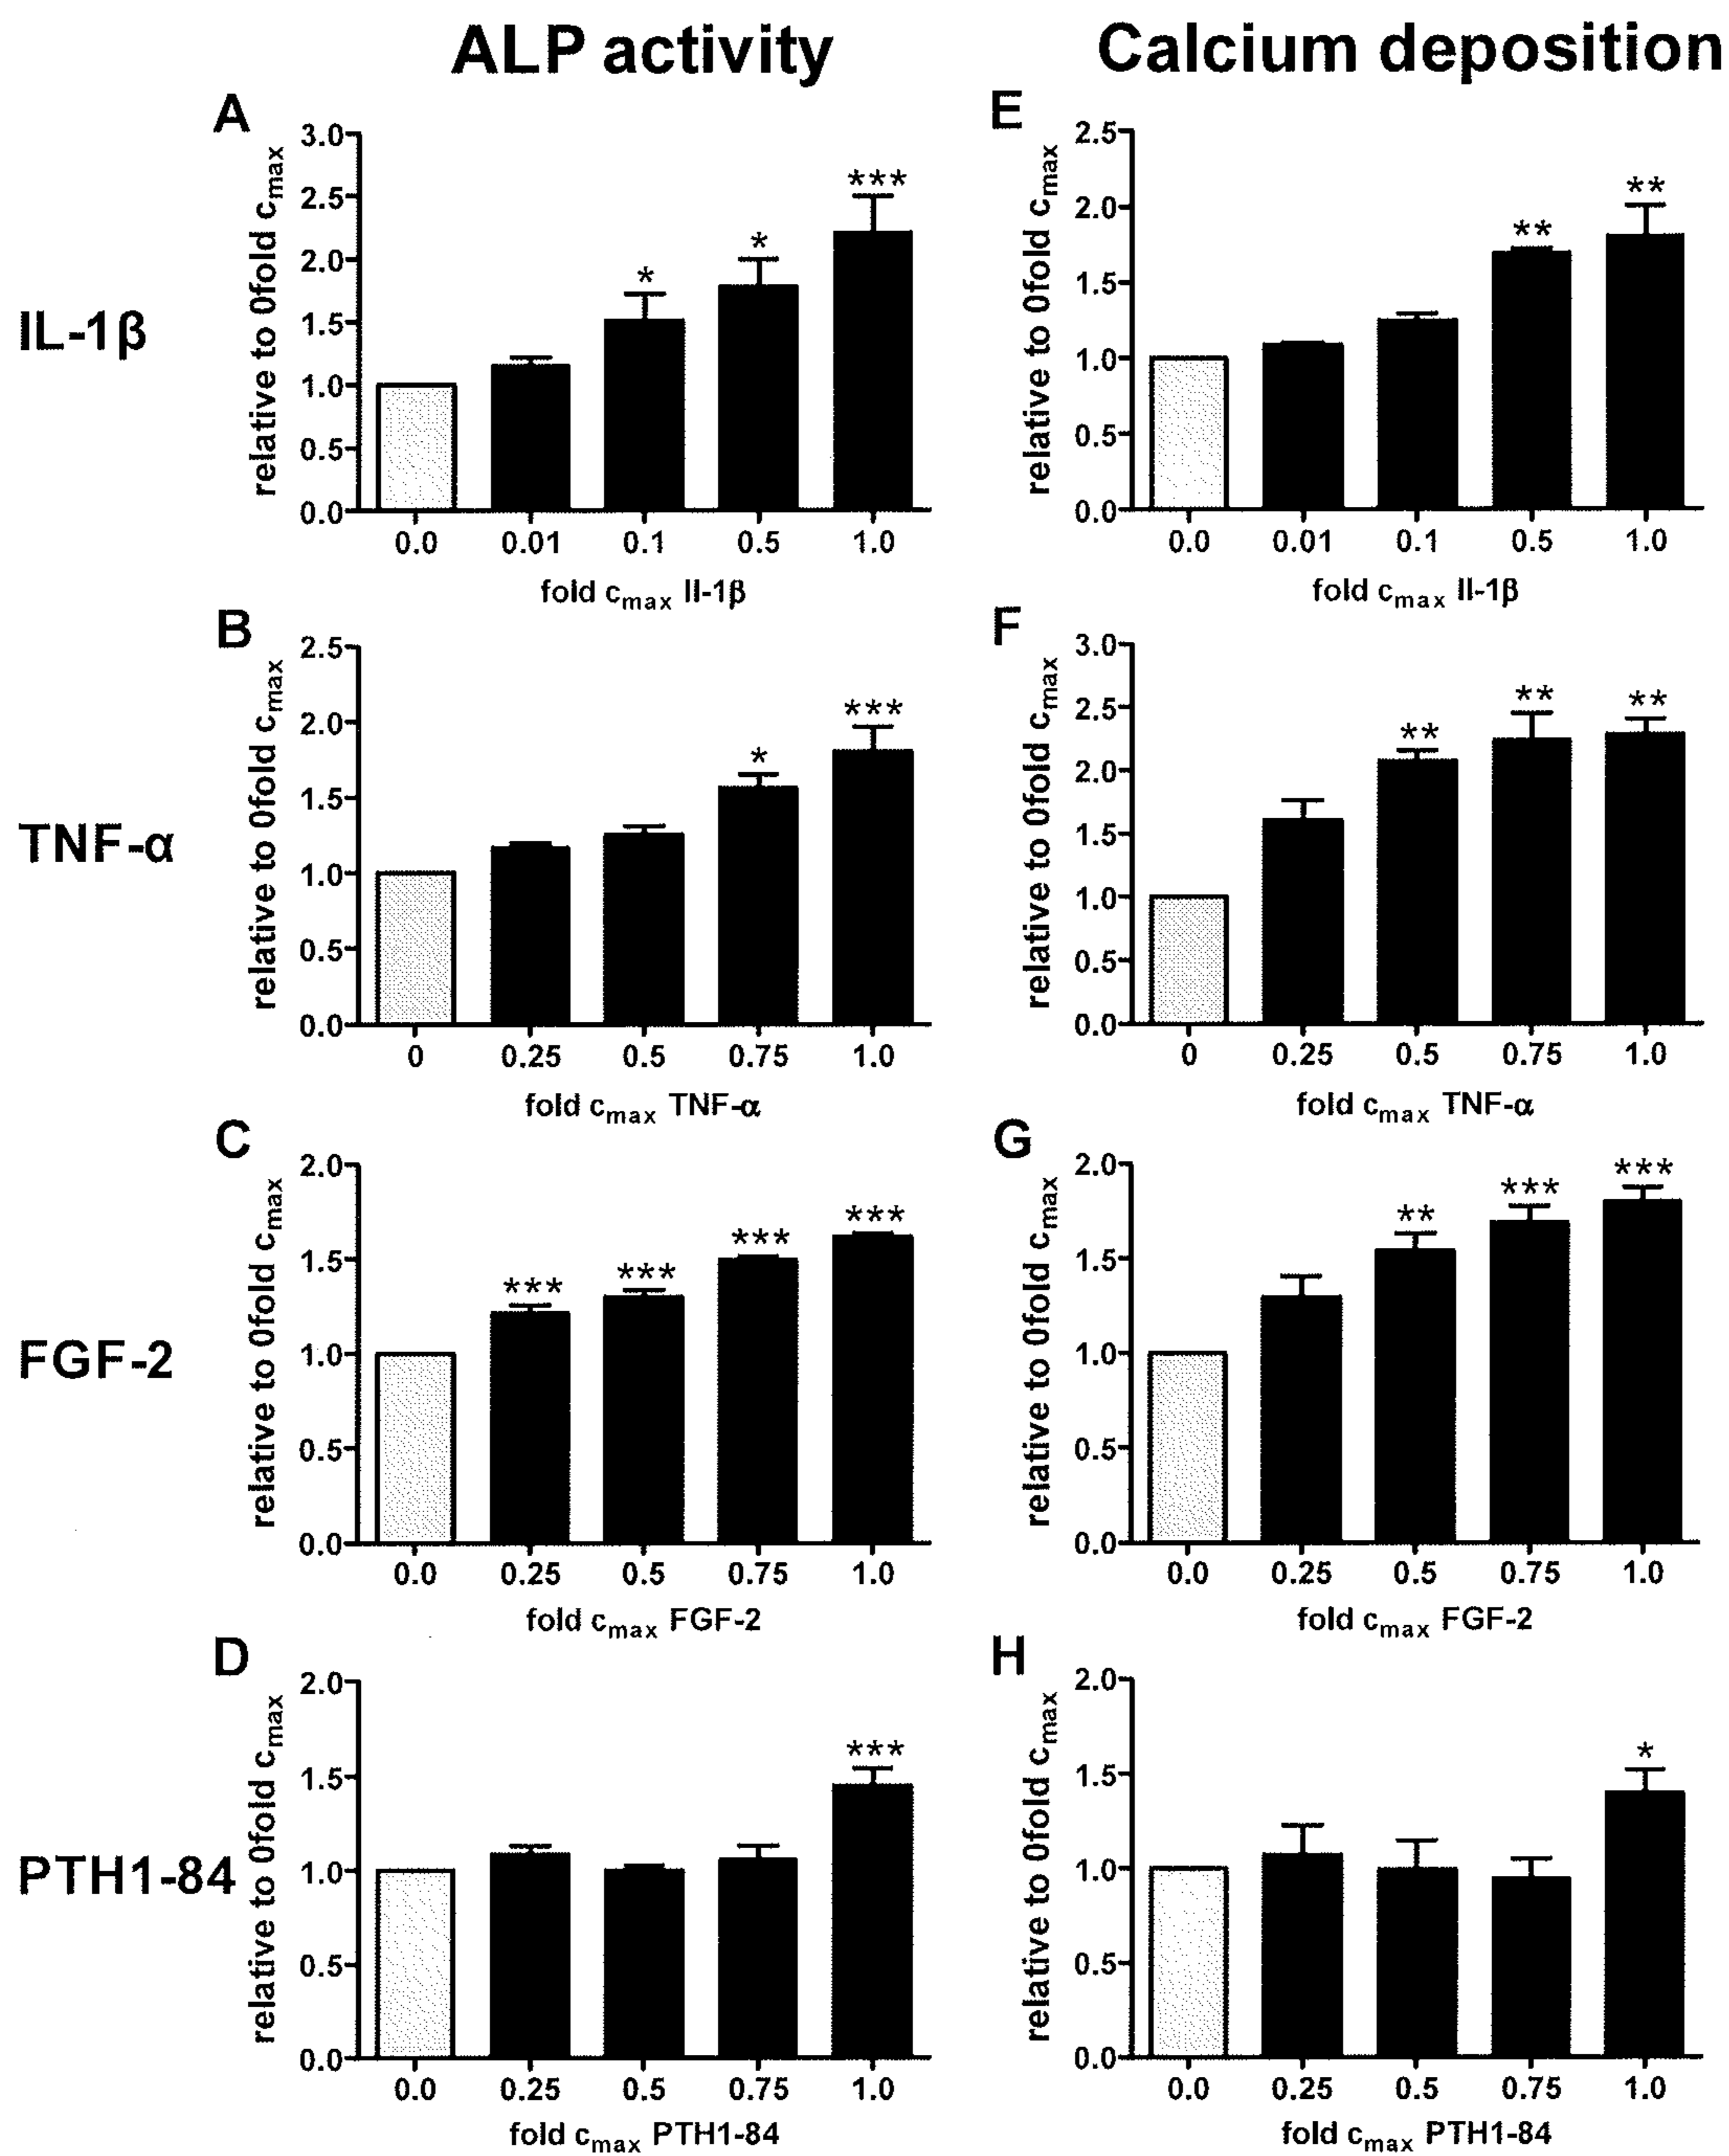 ALP activity
Calcium deposition
IL-1β
A
relative to 0fold cmax
3.0
2.5
2.0
1.5
1.0
0.5
0.0
*
*
***
0.0 0.01 0.1 0.5 1.0
fold cmax Il-1β
E
relative to 0fold cmax
2.5
2.0
1.5
1.0
0.5
0.0
**
**
0.0 0.01 0.1 0.5 1.0
fold cmax Il-1β
TNF-α
B
relative to 0fold cmax
2.5
2.0
1.5
1.0
0.5
0.0
*
***
0 0.25 0.5 0.75 1.0
fold cmax TNF-α
F
relative to 0fold cmax
3.0
2.5
2.0
1.5
1.0
0.5
0.0
**
**
**
0 0.25 0.5 0.75 1.0
fold cmax TNF-α
FGF-2
C
relative to 0fold cmax
2.0
1.5
1.0
0.5
0.0
***
***
***
***
0.0 0.25 0.5 0.75 1.0
fold cmax FGF-2
G
relative to 0fold cmax
2.0
1.5
1.0
0.5
0.0
**
***
***
0.0 0.25 0.5 0.75 1.0
fold cmax FGF-2
PTH1-84
D
relative to 0fold cmax
2.0
1.5
1.0
0.5
0.0
***
0.0 0.25 0.5 0.75 1.0
fold cmax PTH1-84
H
relative to 0fold cmax
2.0
1.5
1.0
0.5
0.0
*
0.0 0.25 0.5 0.75 1.0
fold cmax PTH1-84